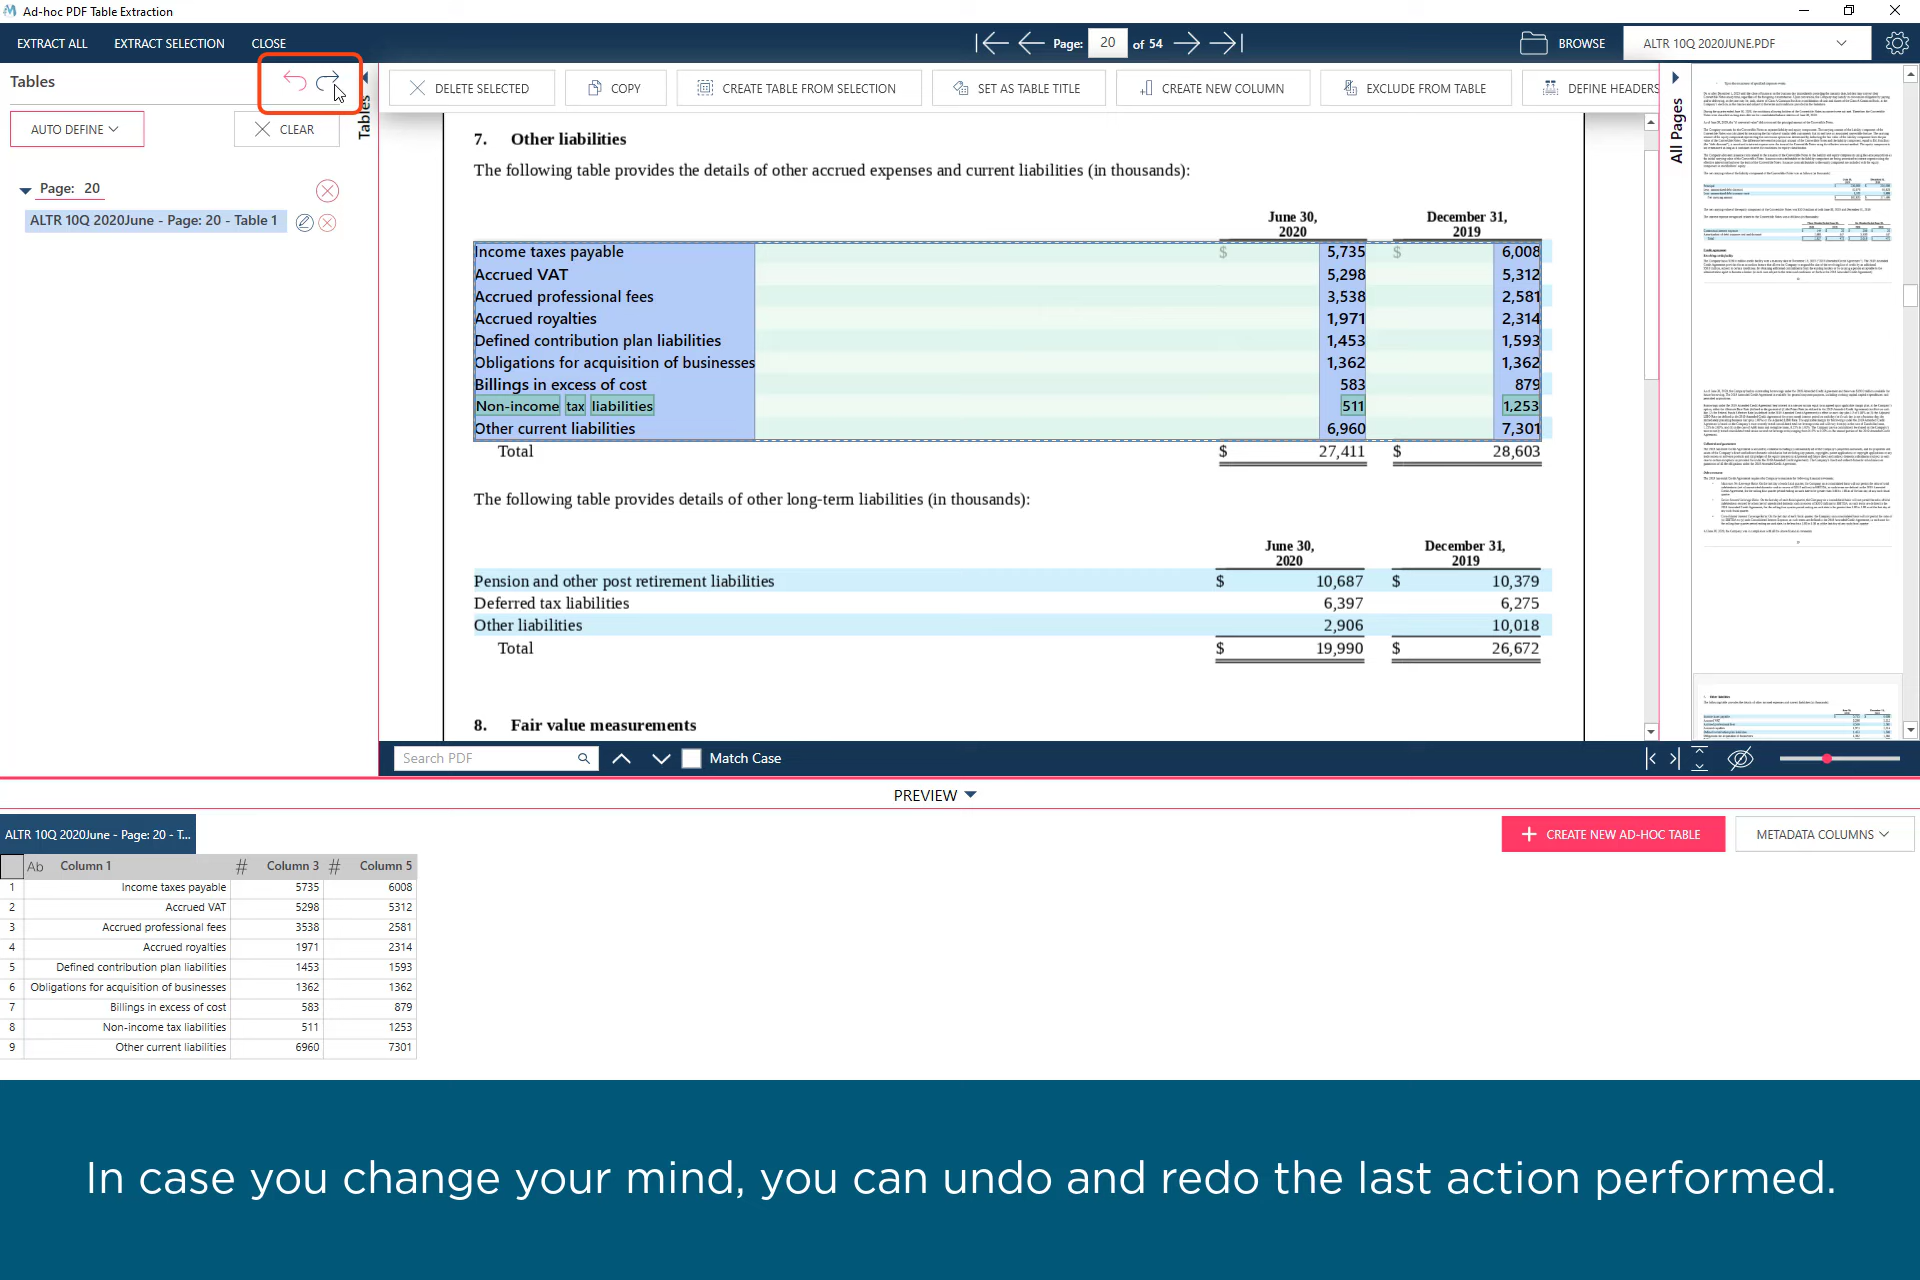 Ad-hoc PDF Table Extraction
EXTRACT ALL EXTRACT SELECTION CLOSE Page: 20 of 54 BROWSE ALTR 10Q 2020JUNE.PDF
Tables
AUTO DEFINE CLEAR
Page: 20
ALTR 10Q 2020June - Page: 20 - Table 1
Tables
DELETE SELECTED COPY CREATE TABLE FROM SELECTION SET AS TABLE TITLE CREATE NEW COLUMN EXCLUDE FROM TABLE DEFINE HEADERS
All Pages
7. Other liabilities
The following table provides the details of other accrued expenses and current liabilities (in thousands):
June 30, December 31,
2020 2019
Income taxes payable $ 5,735 $ 6,008
Accrued VAT 5,298 5,312
Accrued professional fees 3,538 2,581
Accrued royalties 1,971 2,314
Defined contribution plan liabilities 1,453 1,593
Obligations for acquisition of businesses 1,362 1,362
Billings in excess of cost 583 879
Non-income tax liabilities 511 1,253
Other current liabilities 6,960 7,301
Total $ 27,411 $ 28,603
The following table provides details of other long-term liabilities (in thousands):
June 30, December 31,
2020 2019
Pension and other post retirement liabilities $ 10,687 $ 10,379
Deferred tax liabilities 6,397 6,275
Other liabilities 2,906 10,018
Total $ 19,990 $ 26,672
8. Fair value measurements
Search PDF Match Case
PREVIEW
ALTR 10Q 2020June - Page: 20 - T... CREATE NEW AD-HOC TABLE METADATA COLUMNS
Ab Column 1 # Column 3 # Column 5
1 Income taxes payable 5735 6008
2 Accrued VAT 5298 5312
3 Accrued professional fees 3538 2581
4 Accrued royalties 1971 2314
5 Defined contribution plan liabilities 1453 1593
6 Obligations for acquisition of businesses 1362 1362
7 Billings in excess of cost 583 879
8 Non-income tax liabilities 511 1253
9 Other current liabilities 6960 7301
In case you change your mind, you can undo and redo the last action performed.